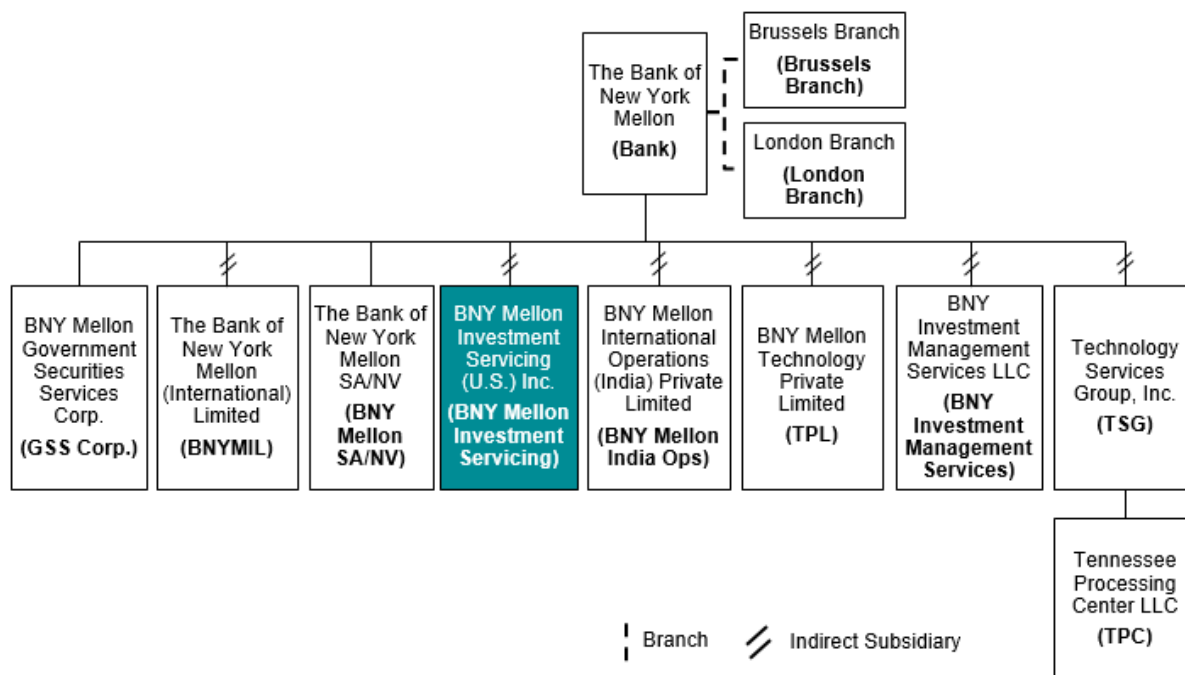 Brussels Branch
(Brussels
Branch)
The Bank of
New York
Mellon
(Bank)
London Branch
(London
Branch)
BNY Mellon
Government
Securities
Services
Corp.
(GSS Corp.)
The Bank of
New York
Mellon
(International)
Limited
(BNYMIL)
The Bank of
New York
Mellon
SA/NV
(BNY
Mellon
SA/NV)
BNY Mellon
Investment
Servicing
(U.S.) Inc.
(BNY Mellon
Investment
Servicing)
BNY Mellon
International
Operations
(India) Private
Limited
(BNY Mellon
India Ops)
BNY Mellon
Technology
Private
Limited
(TPL)
BNY
Investment
Management
Services LLC
(BNY
Investment
Management
Services)
Technology
Services
Group, Inc.
(TSG)
Tennessee
Processing
Center LLC
(TPC)
Branch
Indirect Subsidiary